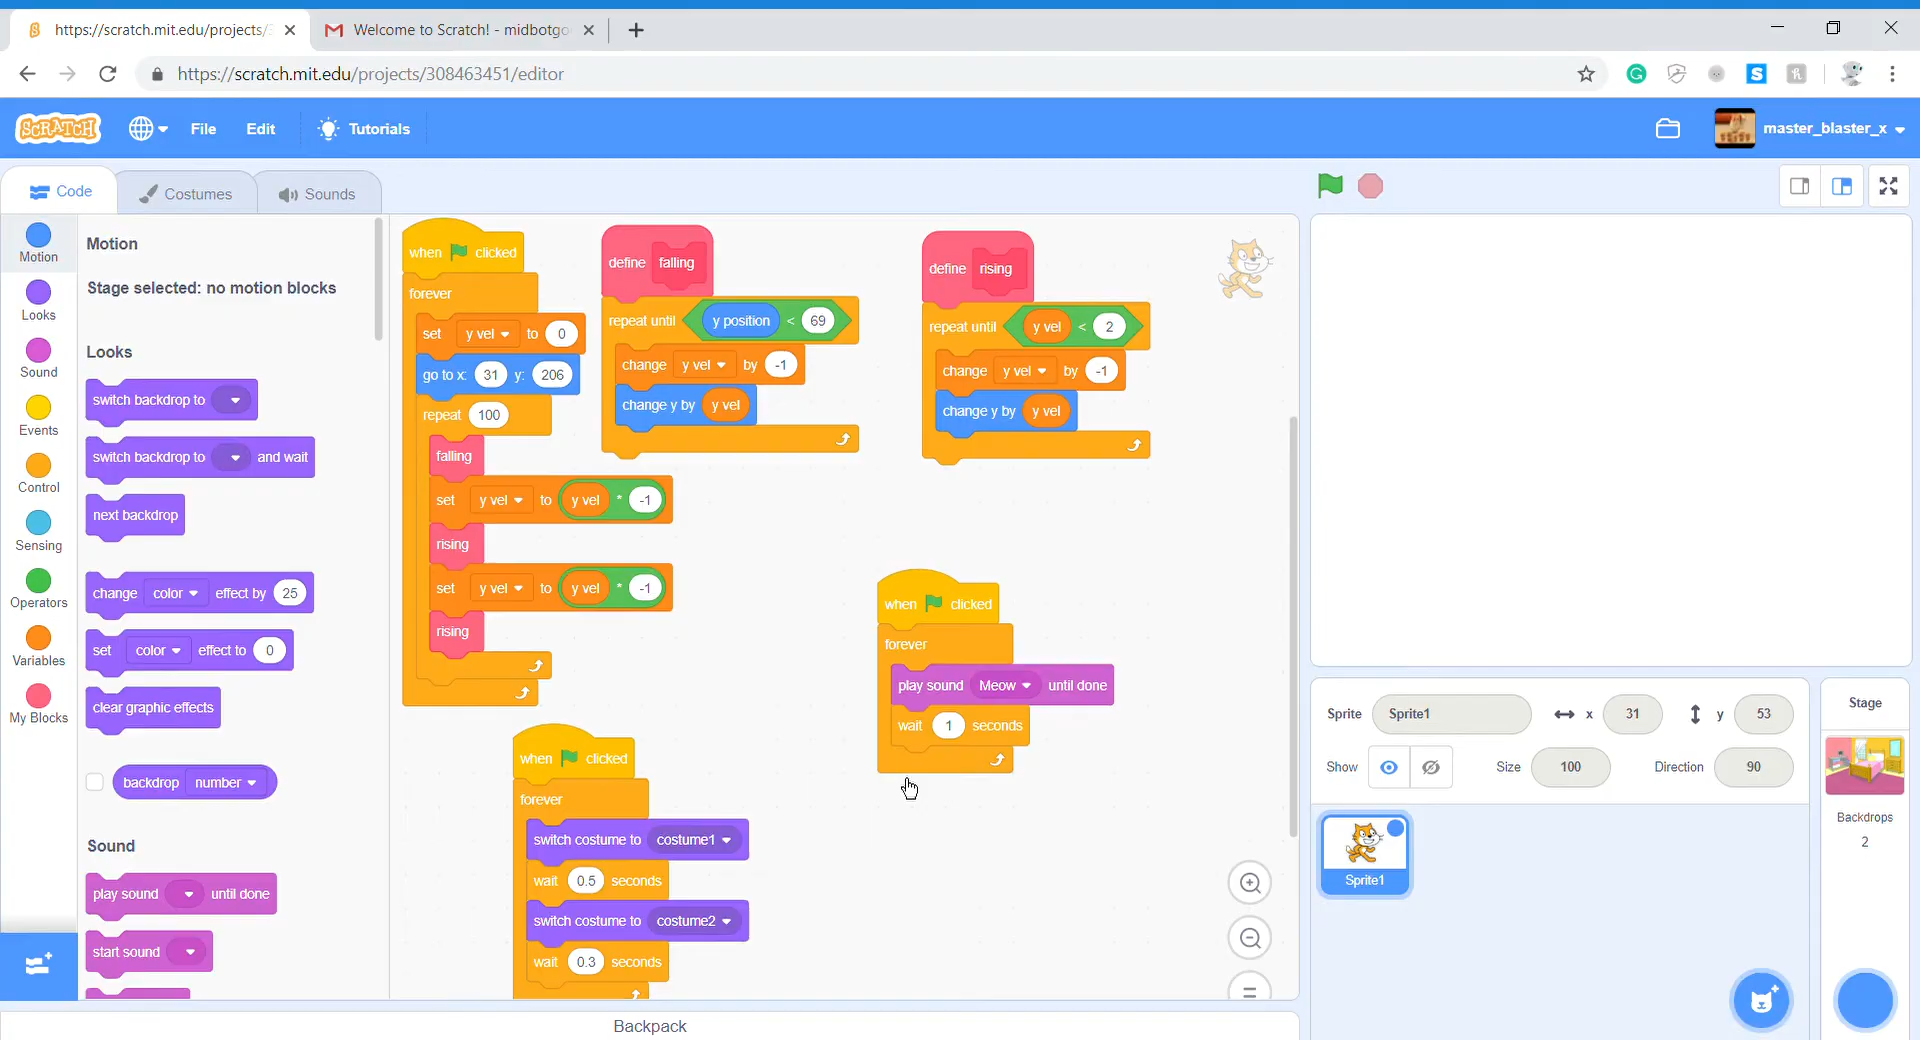 https://scratch.mit.edu/projects/3
Welcome to Scratch! - midbotgo
https://scratch.mit.edu/projects/308463451/editor
SCRATCH
File
Edit
Tutorials
master_blaster_x
Code
Costumes
Sounds
Motion
Looks
Sound
Events
Control
Sensing
Operators
Variables
My Blocks
Motion
Stage selected: no motion blocks
Looks
switch backdrop to
switch backdrop to and wait
next backdrop
change color effect by 25
set color effect to 0
clear graphic effects
backdrop number
Sound
play sound until done
start sound
when clicked
forever
set y vel to 0
go to x: 31 y: 206
repeat 100
falling
set y vel to y vel * -1
rising
set y vel to y vel * -1
rising
define falling
repeat until y position < 69
change y vel by -1
change y by y vel
define rising
repeat until y vel < 2
change y vel by -1
change y by y vel
when clicked
forever
play sound Meow until done
wait 1 seconds
when clicked
forever
switch costume to costume1
wait 0.5 seconds
switch costume to costume2
wait 0.3 seconds
Backpack
Sprite Sprite1 x 31 y 53
Show Size 100 Direction 90
Sprite1
Stage
Backdrops
2